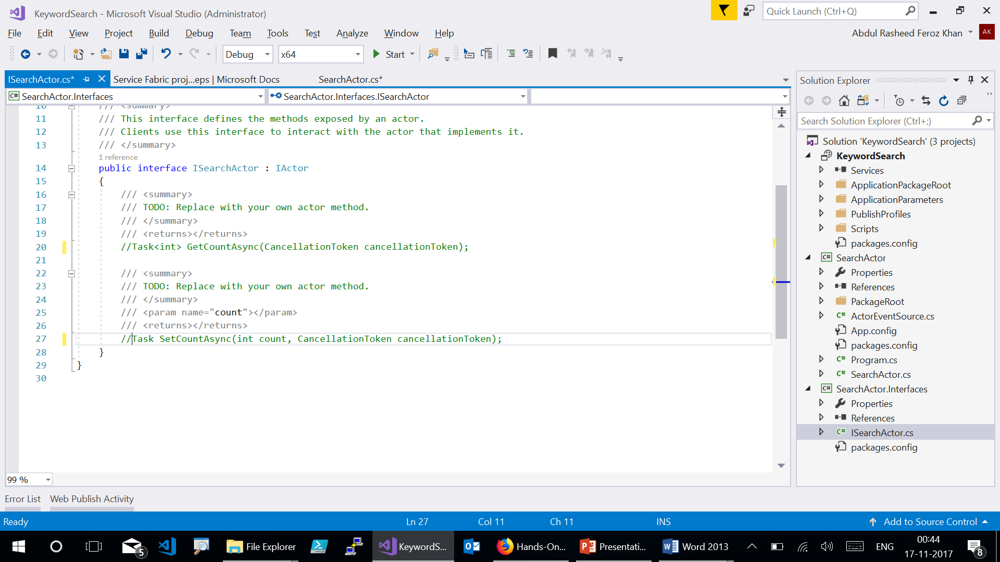 KeywordSearch - Microsoft Visual Studio (Administrator)
Quick Launch (Ctrl+Q)
File Edit View Project Build Debug Team Tools Test Analyze Window Help
Abdul Rasheed Feroz Khan AK
Debug x64 Start
ISearchActor.cs* Service Fabric proj...eps | Microsoft Docs SearchActor.cs*
C# SearchActor.Interfaces SearchActor.Interfaces.ISearchActor
10 /// <summary>
11 /// This interface defines the methods exposed by an actor.
12 /// Clients use this interface to interact with the actor that implements it.
13 /// </summary>
1 reference
14 public interface ISearchActor : IActor
15 {
16 /// <summary>
17 /// TODO: Replace with your own actor method.
18 /// </summary>
19 /// <returns></returns>
20 //Task<int> GetCountAsync(CancellationToken cancellationToken);
21
22 /// <summary>
23 /// TODO: Replace with your own actor method.
24 /// </summary>
25 /// <param name="count"></param>
26 /// <returns></returns>
27 //Task SetCountAsync(int count, CancellationToken cancellationToken);
28 }
29 }
30
99 %
Solution Explorer
Search Solution Explorer (Ctrl+;)
Solution 'KeywordSearch' (3 projects)
KeywordSearch
Services
ApplicationPackageRoot
ApplicationParameters
PublishProfiles
Scripts
packages.config
C# SearchActor
Properties
References
PackageRoot
C# ActorEventSource.cs
App.config
packages.config
C# Program.cs
C# SearchActor.cs
C# SearchActor.Interfaces
Properties
References
C# ISearchActor.cs
packages.config
Error List Web Publish Activity
Ready Ln 27 Col 11 Ch 11 INS Add to Source Control
5 File Explorer KeywordS... Hands-On... Presentati... Word 2013 ENG 00:44
17-11-2017 8